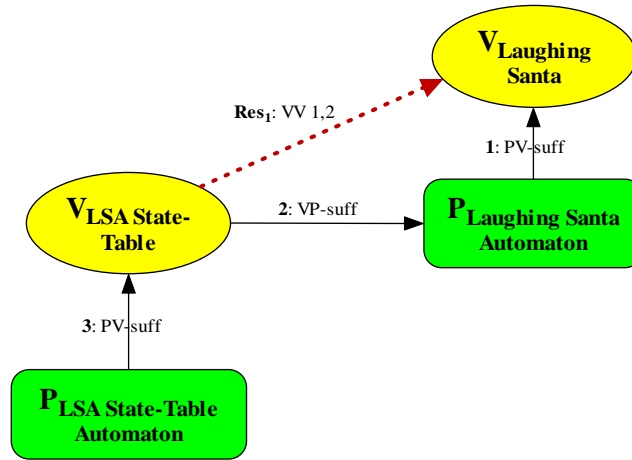 VLaughing
Santa
Res1: VV 1,2
1: PV-suff
VLSA State-
Table
2: VP-suff
PLaughing Santa
Automaton
3: PV-suff
PLSA State-Table
Automaton